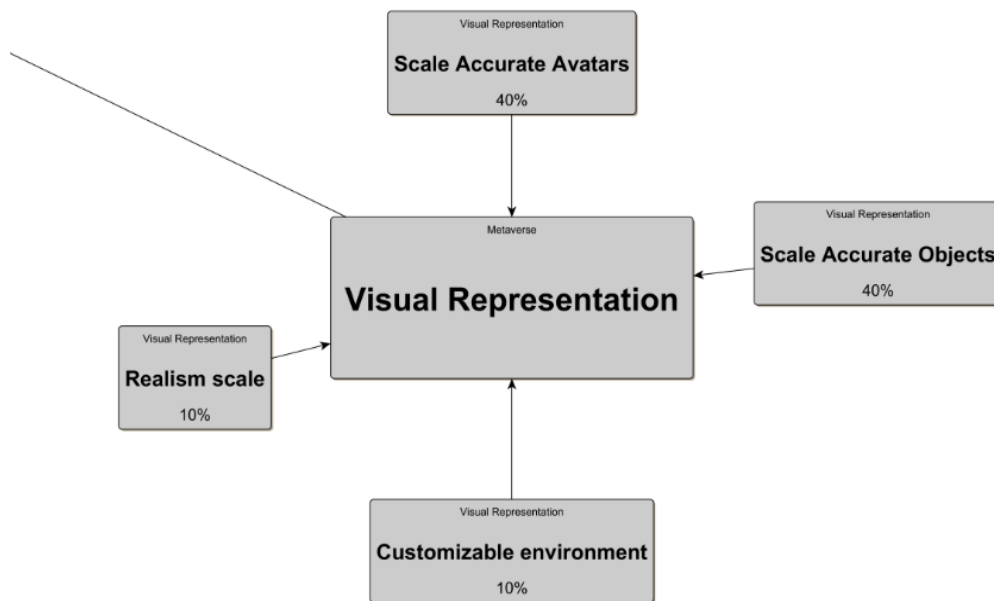 Visual Representation
Scale Accurate Avatars
40%
Metaverse
Visual Representation
Visual Representation
Scale Accurate Objects
40%
Visual Representation
Realism scale
10%
Visual Representation
Customizable environment
10%